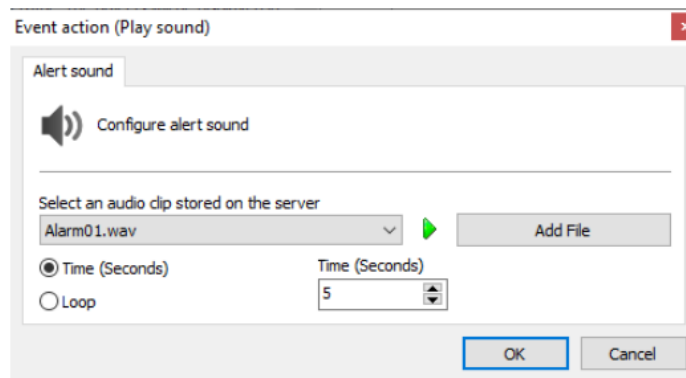 Event action (Play sound)
Alert sound
Configure alert sound
Select an audio clip stored on the server
Alarm01.wav
Add File
Time (Seconds)
Time (Seconds)
Loop
5
OK
Cancel